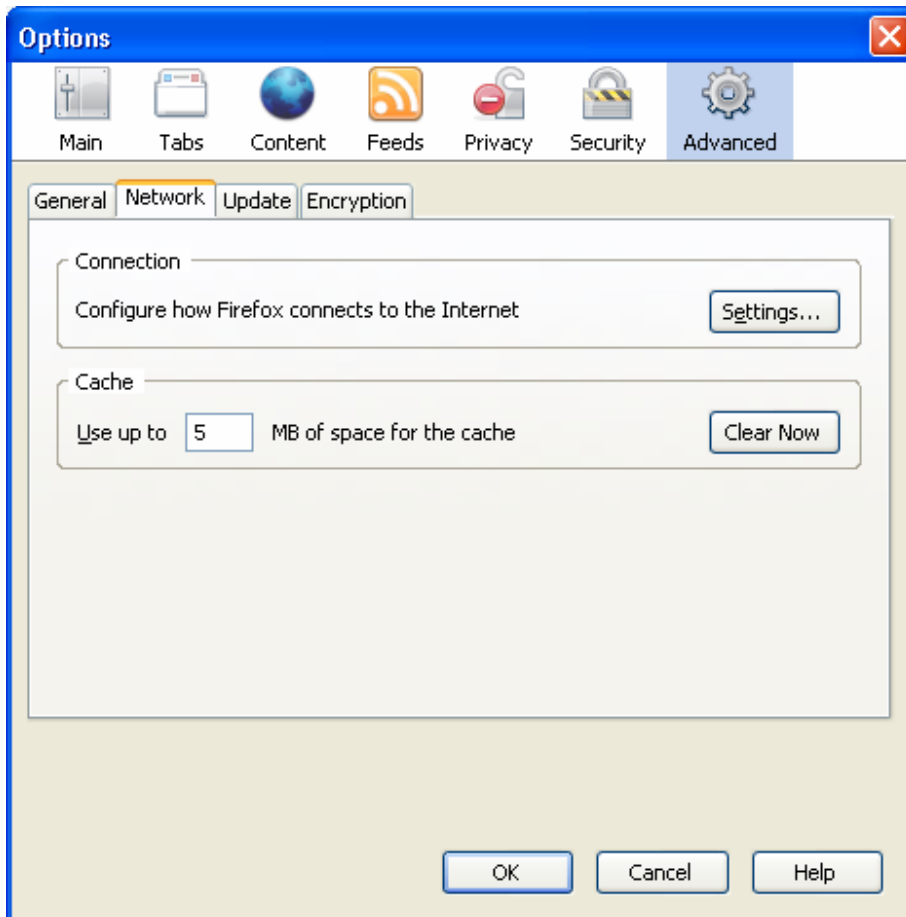 Options
Main Tabs Content Feeds Privacy Security Advanced
General Network Update Encryption
Connection
Configure how Firefox connects to the Internet Settings...
Cache
Use up to 5 MB of space for the cache Clear Now
OK Cancel Help